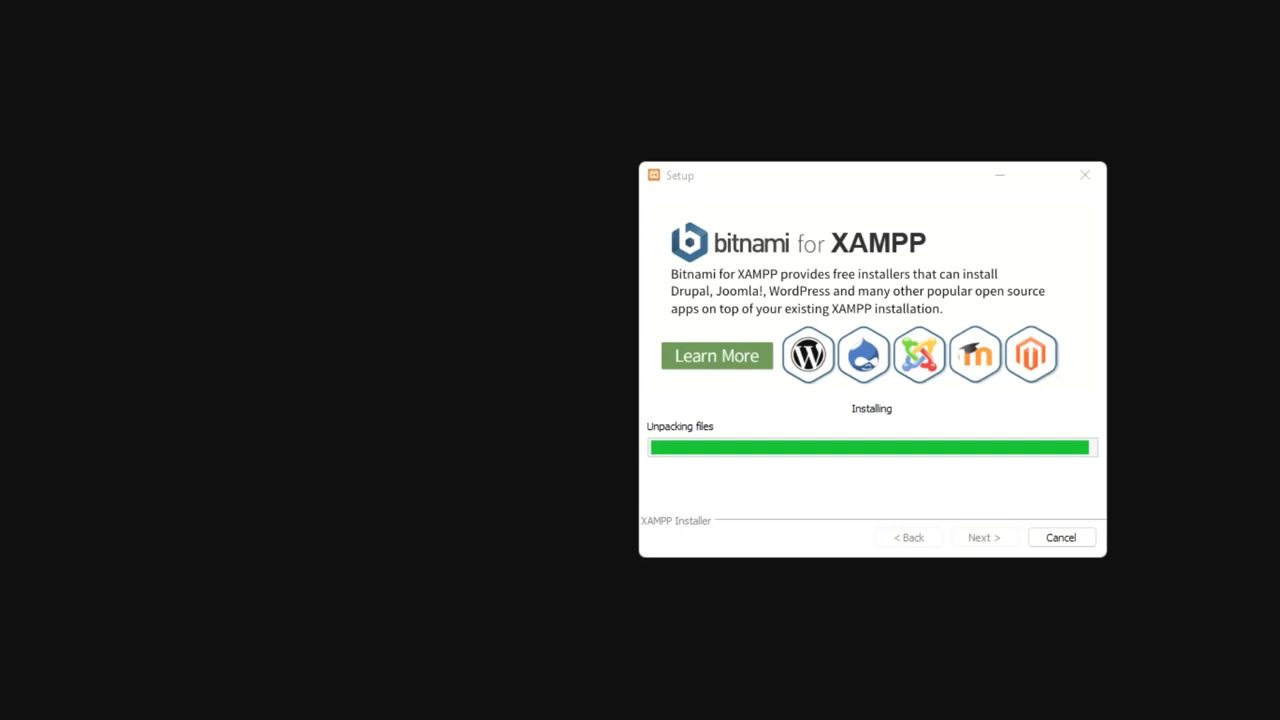 Setup
bitnami for XAMPP
Bitnami for XAMPP provides free installers that can install
Drupal, Joomla!, WordPress and many other popular open source
apps on top of your existing XAMPP installation.
Learn More
Installing
Unpacking files
XAMPP Installer
< Back Next > Cancel